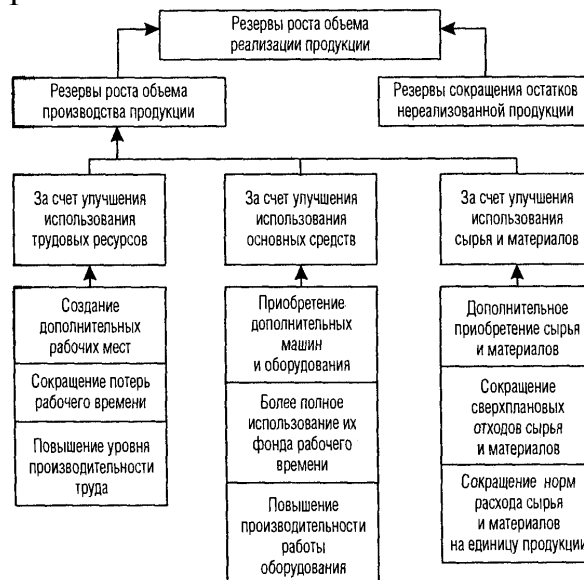 Резервы роста объема
реализации продукции
Резервы роста объема
производства продукции
Резервы сокращения остатков
нереализованной продукции
За счет улучшения
использования
трудовых ресурсов
За счет улучшения
использования
основных средств
За счет улучшения
использования
сырья и материалов
Создание
дополнительных
рабочих мест
Сокращение потерь
рабочего времени
Повышение уровня
производительности
труда
Приобретение
дополнительных
машин
и оборудования
Более полное
использование их
фонда рабочего
времени
Повышение
производительности
работы
оборудования
Дополнительное
приобретение сырья
и материалов
Сокращение
сверхплановых
отходов сырья
и материалов
Сокращение норм
расхода сырья
и материалов
на единицу продукции